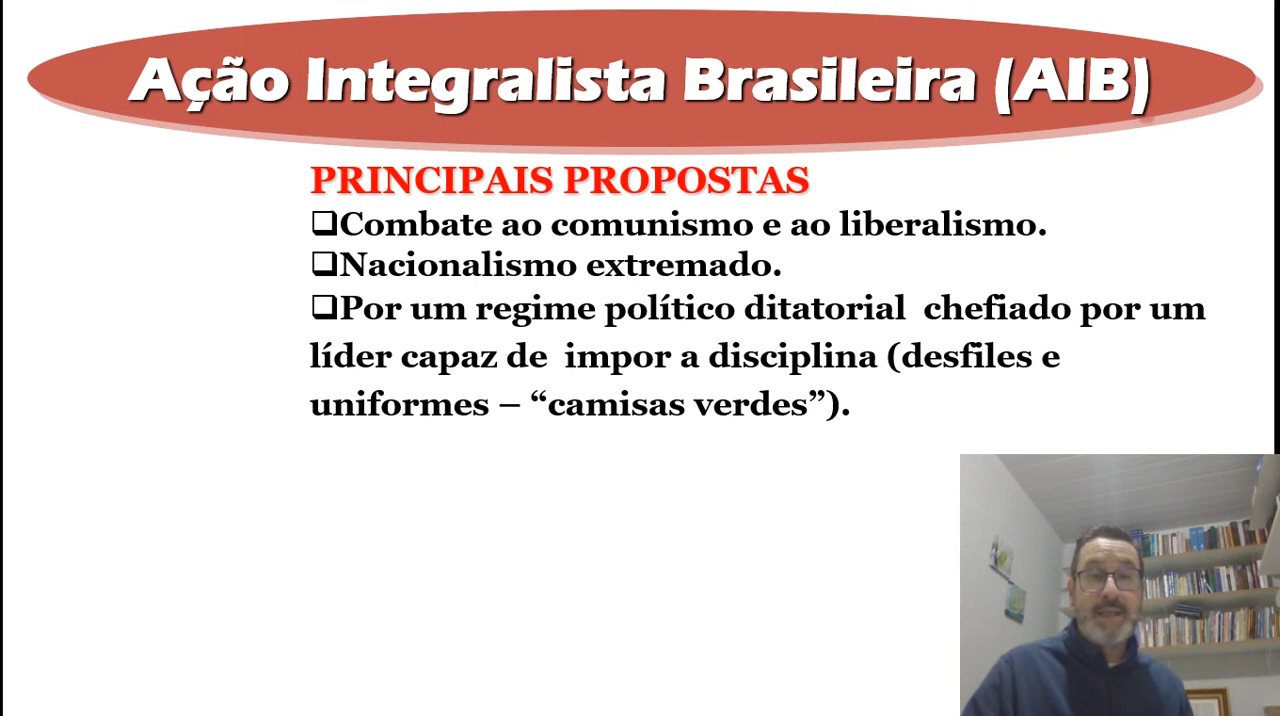 Ação Integralista Brasileira (AIB)
PRINCIPAIS PROPOSTAS
❑Combate ao comunismo e ao liberalismo.
❑Nacionalismo extremado.
❑Por um regime político ditatorial chefiado por um
líder capaz de impor a disciplina (desfiles e
uniformes – “camisas verdes”).